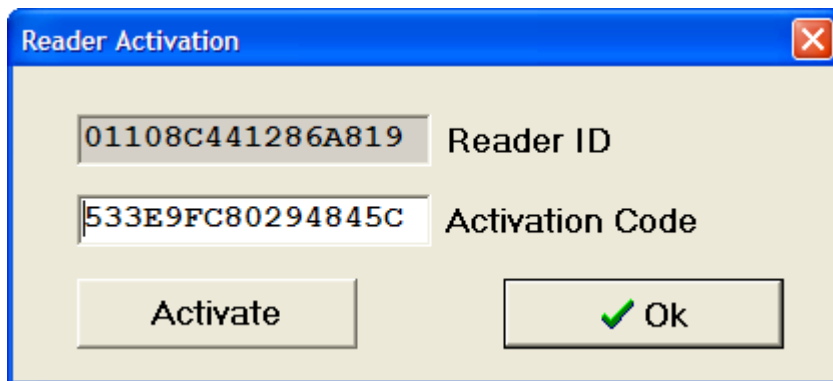 Reader Activation
01108C441286A819 Reader ID
533E9FC80294845C Activation Code
Activate Ok